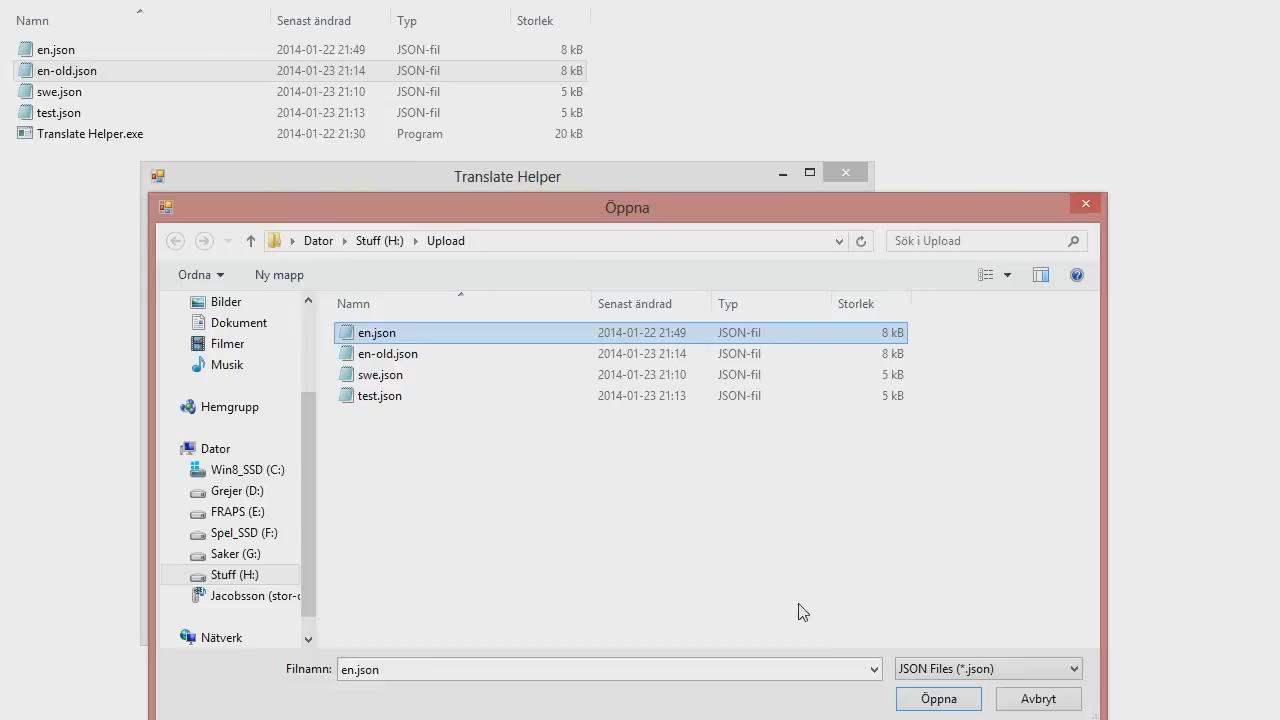 Namn Senast ändrad Typ Storlek
en.json 2014-01-22 21:49 JSON-fil 8 kB
en-old.json 2014-01-23 21:14 JSON-fil 8 kB
swe.json 2014-01-23 21:10 JSON-fil 5 kB
test.json 2014-01-23 21:13 JSON-fil 5 kB
Translate Helper.exe 2014-01-22 21:30 Program 20 kB
Translate Helper
Öppna
Dator Stuff (H:) Upload Sök i Upload
Ordna Ny mapp
Namn Senast ändrad Typ Storlek
en.json 2014-01-22 21:49 JSON-fil 8 kB
en-old.json 2014-01-23 21:14 JSON-fil 8 kB
swe.json 2014-01-23 21:10 JSON-fil 5 kB
test.json 2014-01-23 21:13 JSON-fil 5 kB
Bilder
Dokument
Filmer
Musik
Hemgrupp
Dator
Win8_SSD (C:)
Grejer (D:)
FRAPS (E:)
Spel_SSD (F:)
Saker (G:)
Stuff (H:)
Jacobsson (stor-
Nätverk
Filnamn: en.json JSON Files (*.json)
Öppna Avbryt